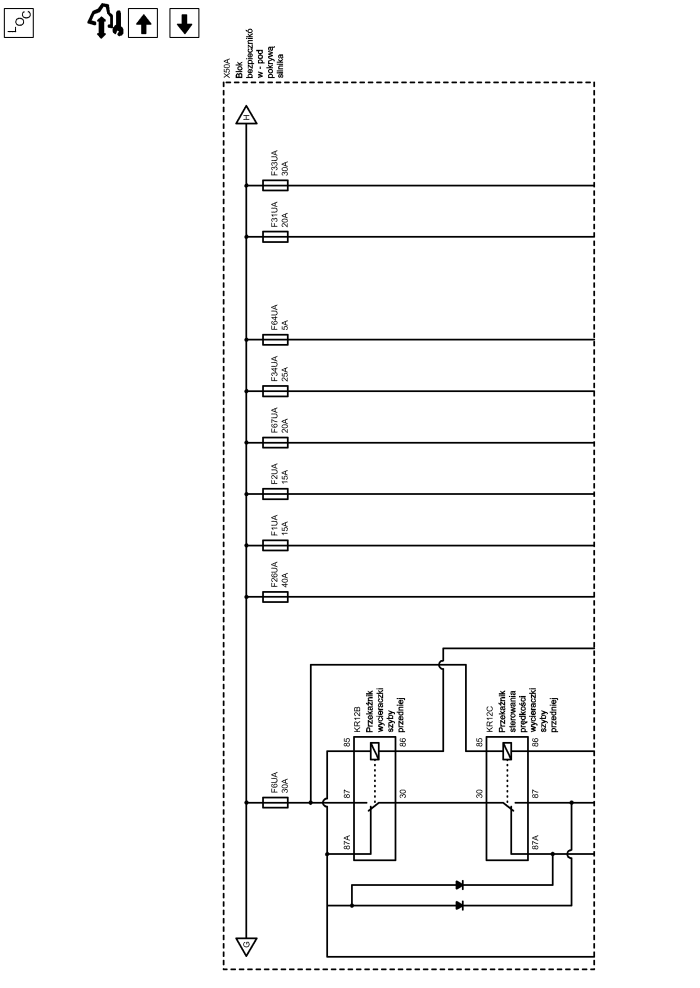 LOC
X50A
Blok
bezpiecznikó
w - pod
pokrywą
silnika
H
F33UA
30A
F31UA
20A
F64UA
5A
F34UA
25A
F67UA
20A
F2UA
15A
F1UA
15A
F26UA
40A
F6UA
30A
G
KR12B
Przekaźnik
wycieraczki
szyby
przedniej
85
86
87
30
87A
KR12C
Przekaźnik
sterowania
prędkości
wycieraczki
szyby
przedniej
85
86
30
87
87A